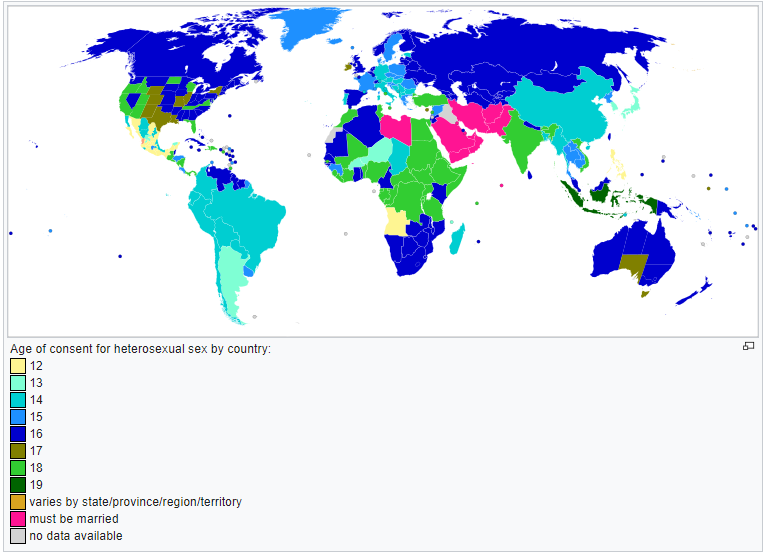 Age of consent for heterosexual sex by country:
12
13
14
15
16
17
18
19
varies by state/province/region/territory
must be married
no data available